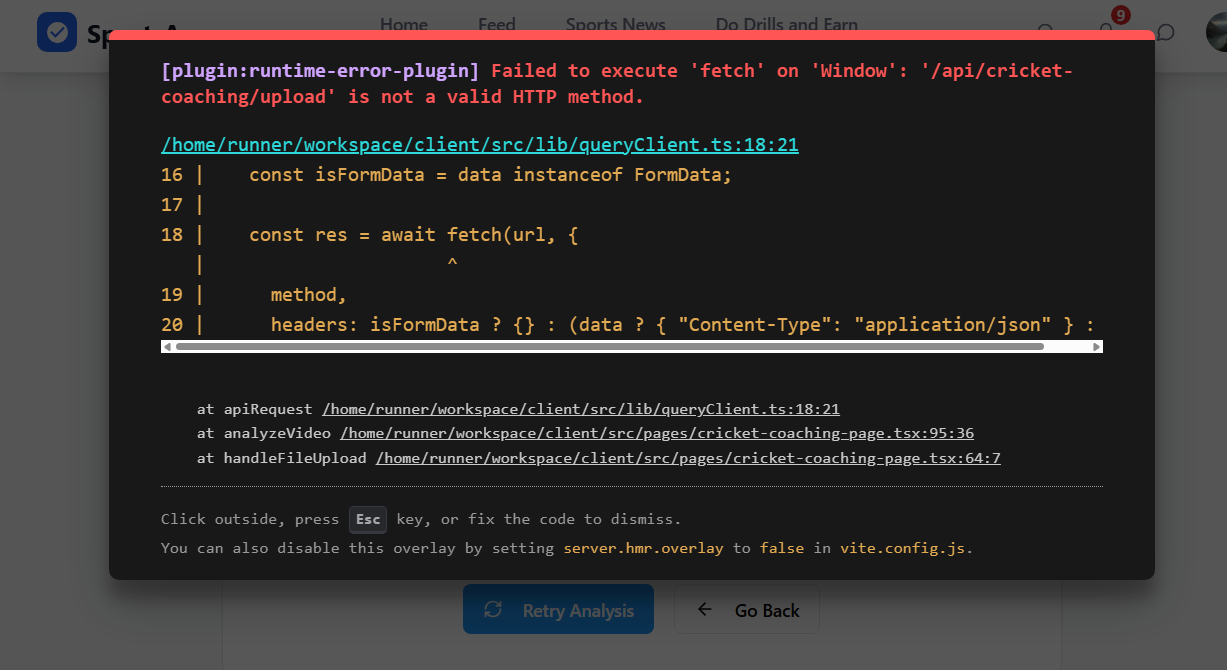 Home
Feed
Sports News
Do Drills and Earn
9
[plugin:runtime-error-plugin] Failed to execute 'fetch' on 'Window': '/api/cricket-
coaching/upload' is not a valid HTTP method.
/home/runner/workspace/client/src/lib/queryClient.ts:18:21
16 |    const isFormData = data instanceof FormData;
17 |
18 |    const res = await fetch(url, {
   |                      ^
19 |      method,
20 |      headers: isFormData ? {} : (data ? { "Content-Type": "application/json" } :
at apiRequest /home/runner/workspace/client/src/lib/queryClient.ts:18:21
at analyzeVideo /home/runner/workspace/client/src/pages/cricket-coaching-page.tsx:95:36
at handleFileUpload /home/runner/workspace/client/src/pages/cricket-coaching-page.tsx:64:7
Click outside, press Esc key, or fix the code to dismiss.
You can also disable this overlay by setting server.hmr.overlay to false in vite.config.js.
Retry Analysis
Go Back